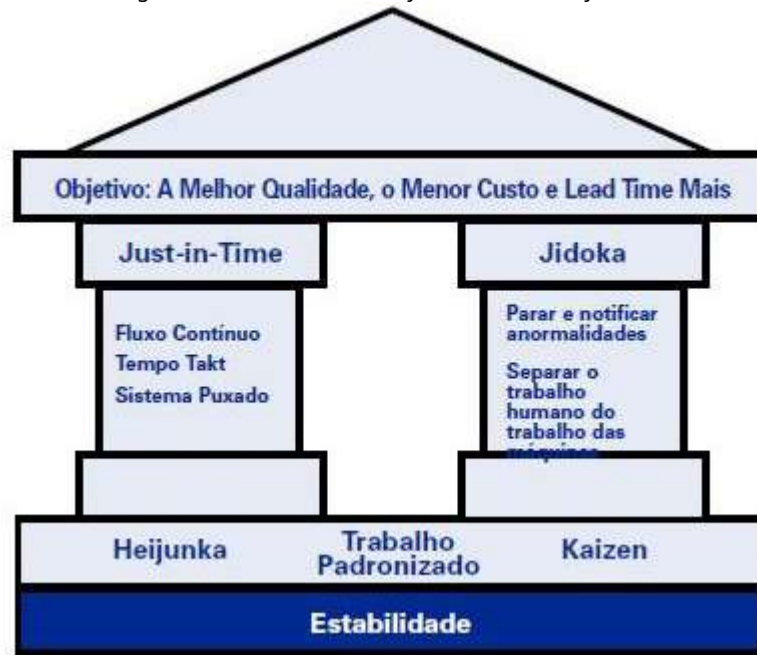 Objetivo: A Melhor Qualidade, o Menor Custo e Lead Time Mais
Just-in-Time
Jidoka
Fluxo Contínuo
Tempo Takt
Sistema Puxado
Parar e notificar
anormalidades
Separar o
trabalho
humano do
trabalho das
máquinas
Heijunka
Trabalho
Padronizado
Kaizen
Estabilidade